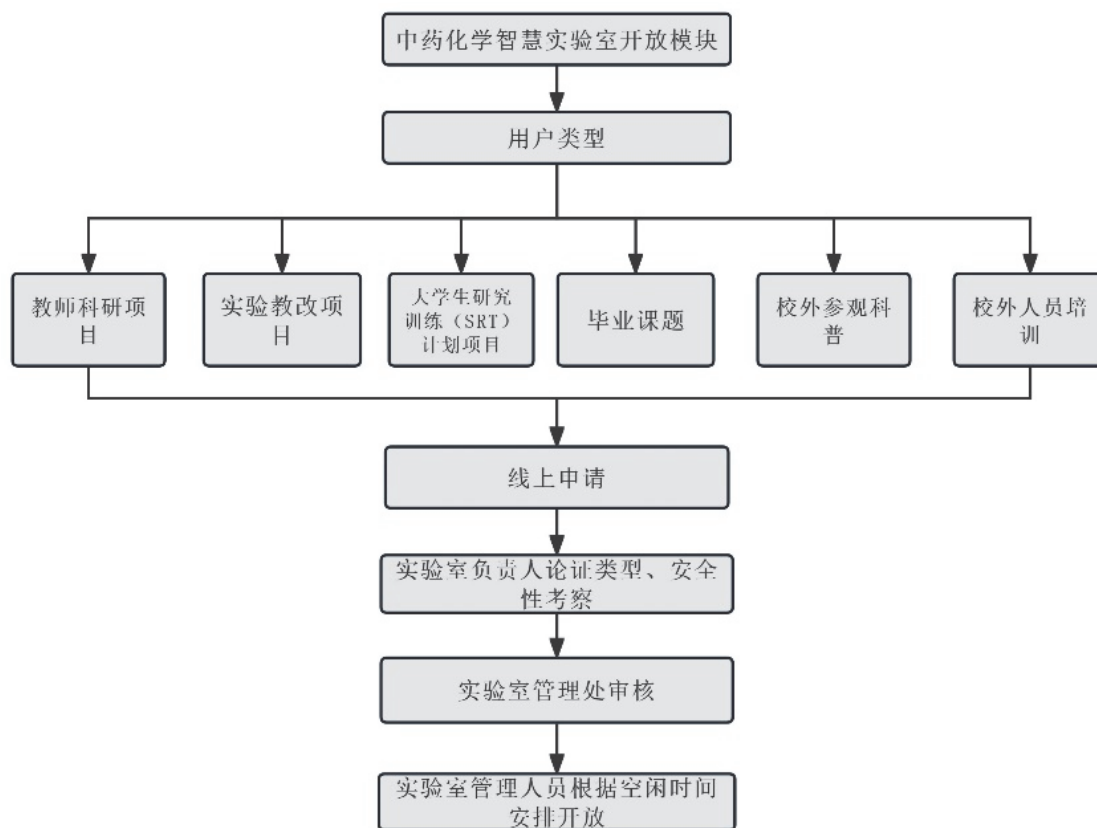 中药化学智慧实验室开放模块
用户类型
教师科研项
目
实验教改项
目
大学生研究
训练（SRT）
计划项目
毕业课题
校外参观科
普
校外人员培
训
线上申请
实验室负责人论证类型、安全
性考察
实验室管理处审核
实验室管理人员根据空闲时间
安排开放